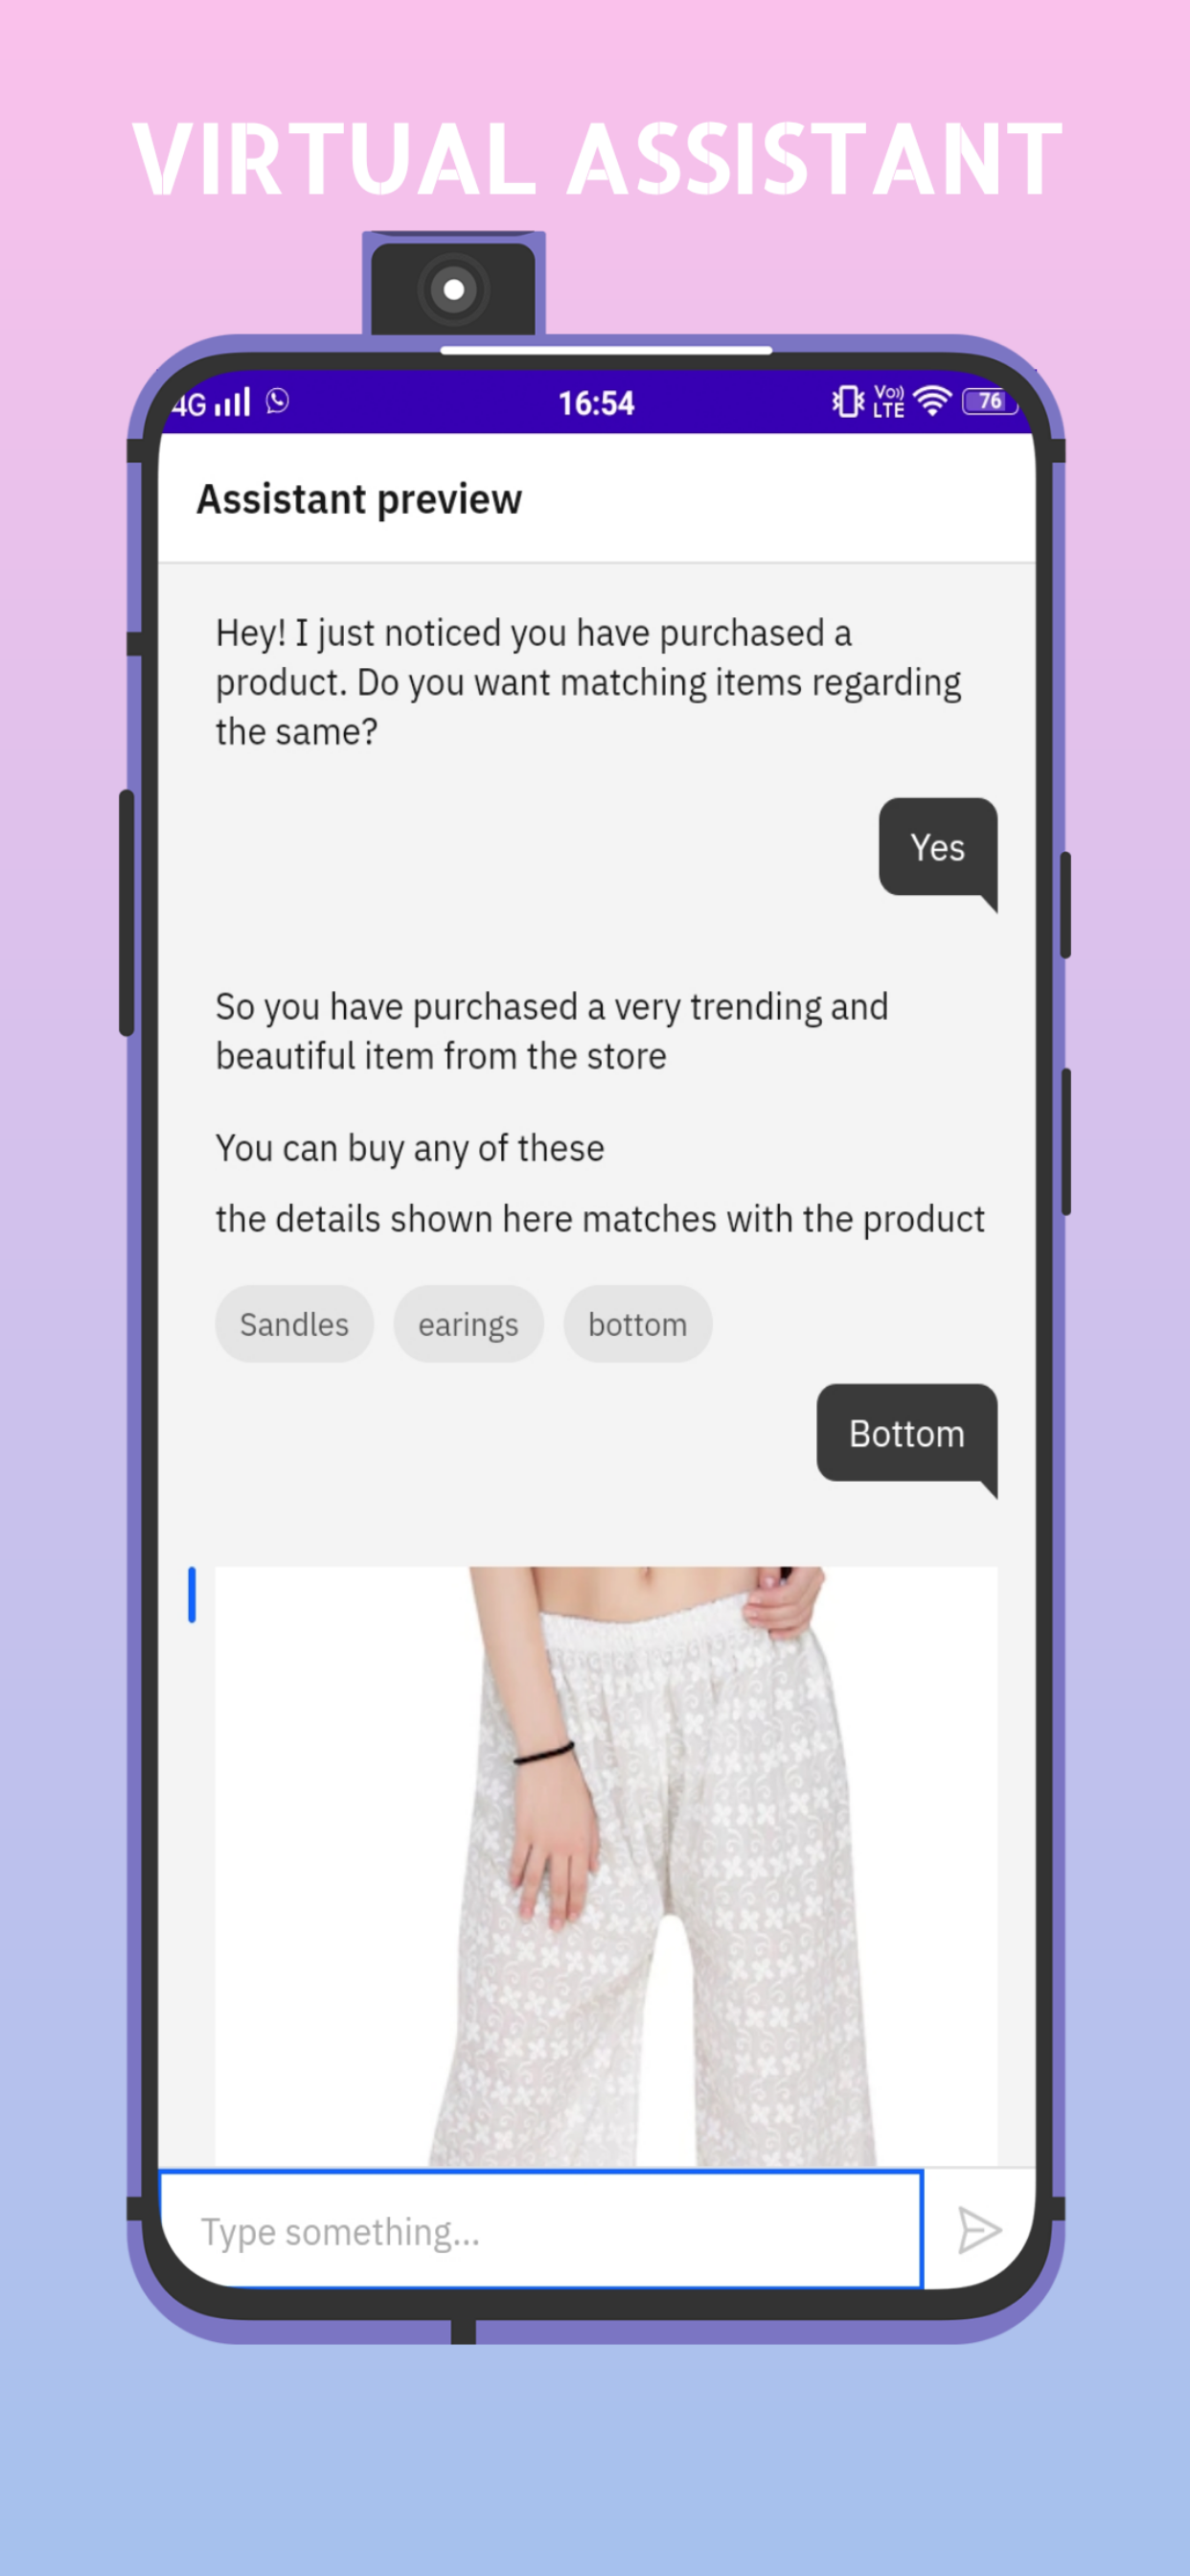 VIRTUAL ASSISTANT
4G 16:54 Vo)) LTE 76
Assistant preview
Hey! I just noticed you have purchased a
product. Do you want matching items regarding
the same?
Yes
So you have purchased a very trending and
beautiful item from the store
You can buy any of these
the details shown here matches with the product
Sandles earings bottom
Bottom
Type something...